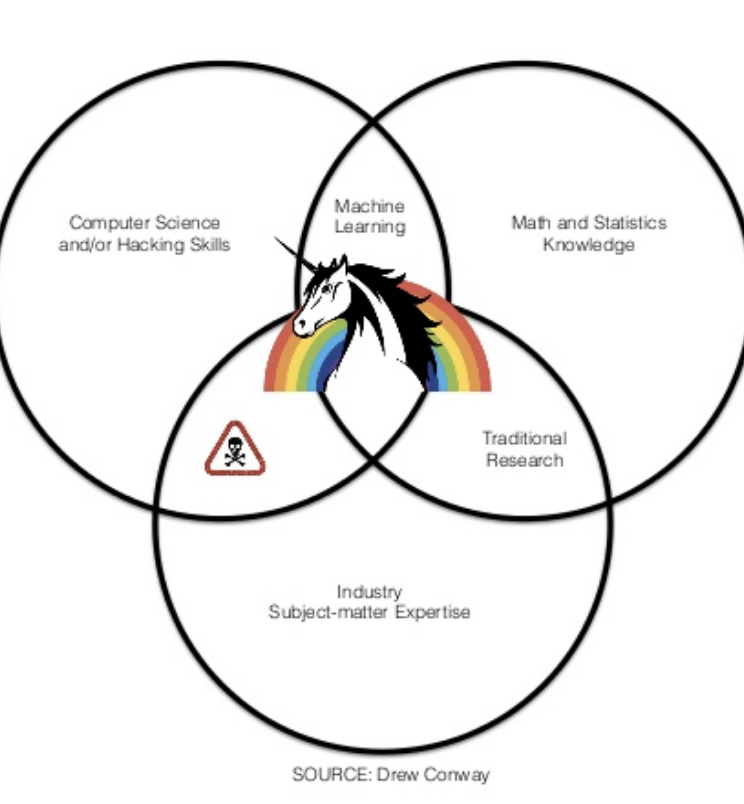 Machine
Learning
Computer Science
and/or Hacking Skills
Math and Statistics
Knowledge
Traditional
Research
Industry
Subject-matter Expertise
SOURCE: Drew Conway